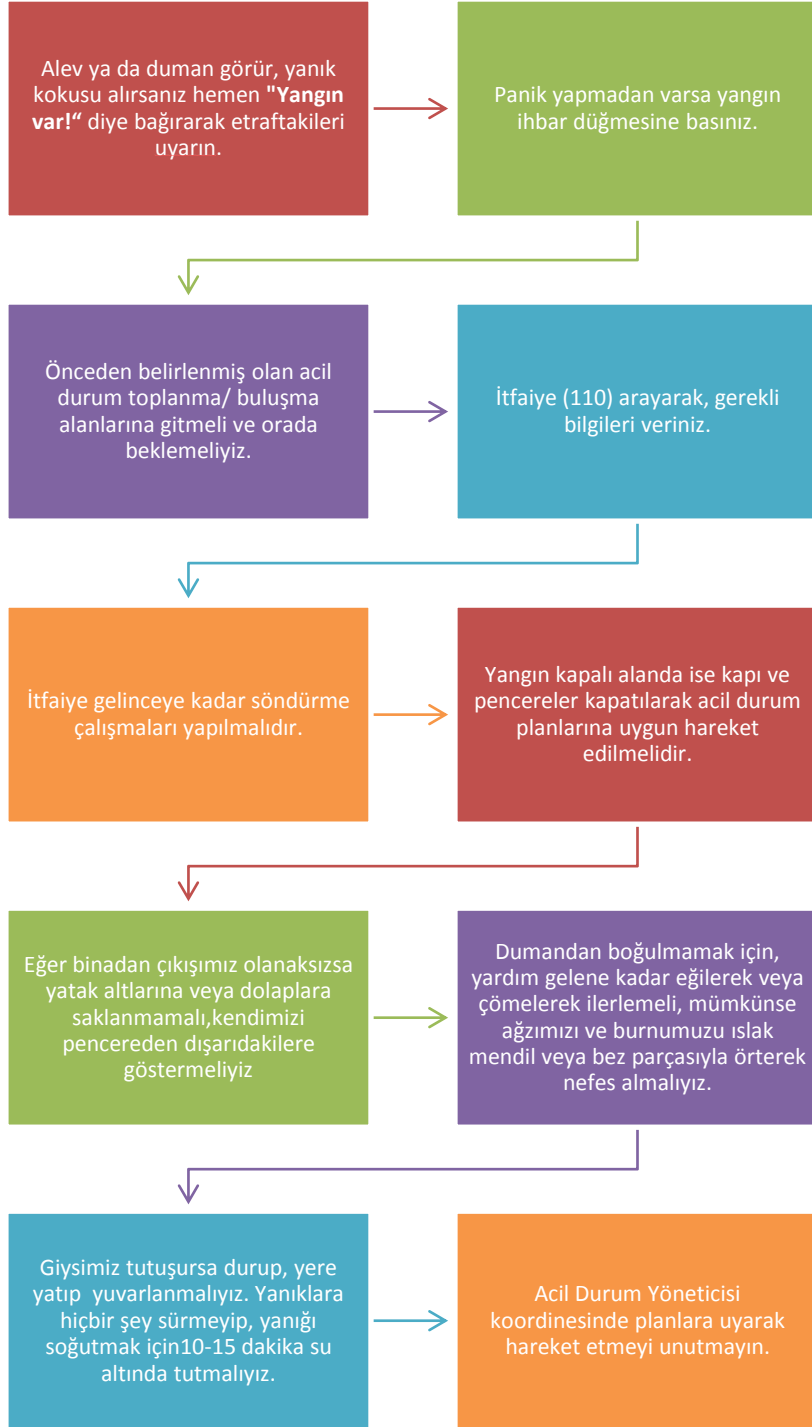 Alev ya da duman görür, yanık
kokusu alırsanız hemen "Yangın
var!“ diye bağırarak etraftakileri
uyarın.
Panik yapmadan varsa yangın
ihbar düğmesine basınız.
Önceden belirlenmiş olan acil
durum toplanma/ buluşma
alanlarına gitmeli ve orada
beklemeliyiz.
İtfaiye (110) arayarak, gerekli
bilgileri veriniz.
İtfaiye gelinceye kadar söndürme
çalışmaları yapılmalıdır.
Yangın kapalı alanda ise kapı ve
pencereler kapatılarak acil durum
planlarına uygun hareket
edilmelidir.
Eğer binadan çıkışımız olanaksızsa
yatak altlarına veya dolaplara
saklanmamalı,kendimizi
pencereden dışarıdakilere
göstermeliyiz
Dumandan boğulmamak için,
yardım gelene kadar eğilerek veya
çömelerek ilerlemeli, mümkünse
ağzımızı ve burnumuzu ıslak
mendil veya bez parçasıyla örterek
nefes almalıyız.
Giysimiz tutuşursa durup, yere
yatıp yuvarlanmalıyız. Yanıklara
hiçbir şey sürmeyip, yanığı
soğutmak için10-15 dakika su
altında tutmalıyız.
Acil Durum Yöneticisi
koordinesinde planlara uyarak
hareket etmeyi unutmayın.